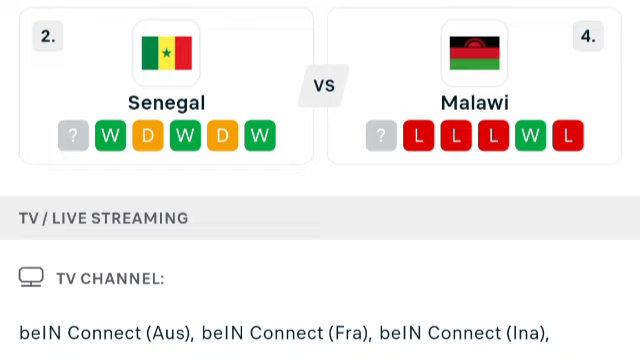 2.
4.
VS
Senegal
Malawi
? W D W D W
? L L L W L
TV / LIVE STREAMING
TV CHANNEL:
beIN Connect (Aus), beIN Connect (Fra), beIN Connect (Ina),